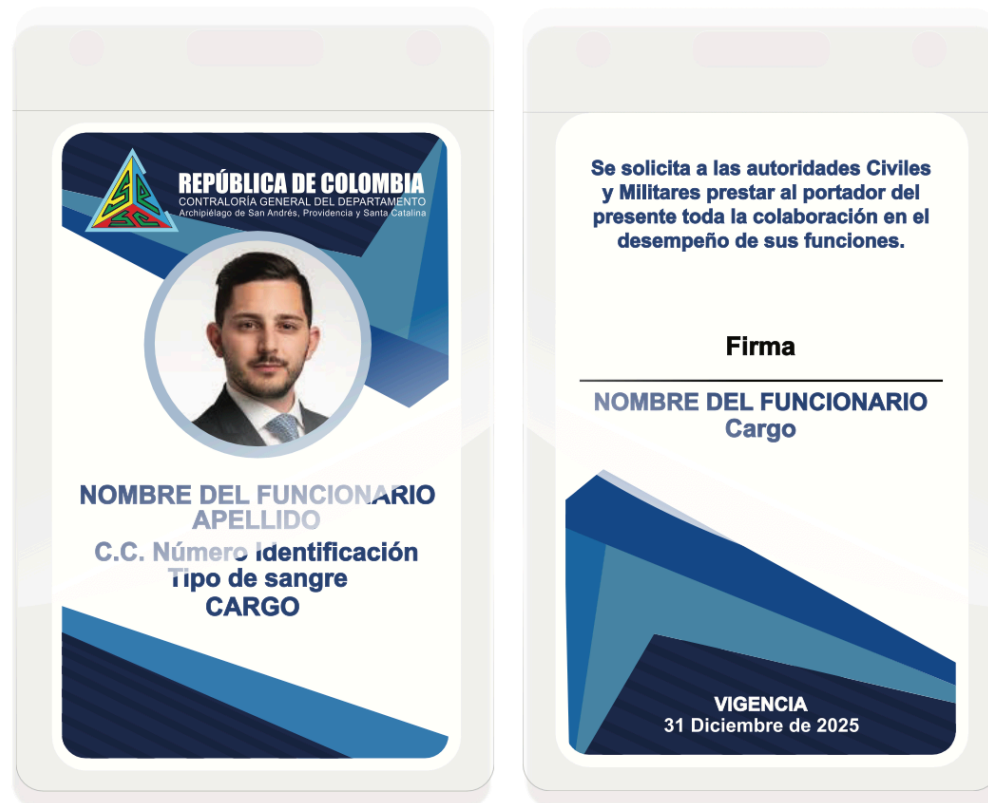 REPÚBLICA DE COLOMBIA
CONTRALORÍA GENERAL DEL DEPARTAMENTO
Archipiélago de San Andrés, Providencia y Santa Catalina
NOMBRE DEL FUNCIONARIO
APELLIDO
C.C. Número Identificación
Tipo de sangre
CARGO
Se solicita a las autoridades Civiles
y Militares prestar al portador del
presente toda la colaboración en el
desempeño de sus funciones.
Firma
NOMBRE DEL FUNCIONARIO
Cargo
VIGENCIA
31 Diciembre de 2025